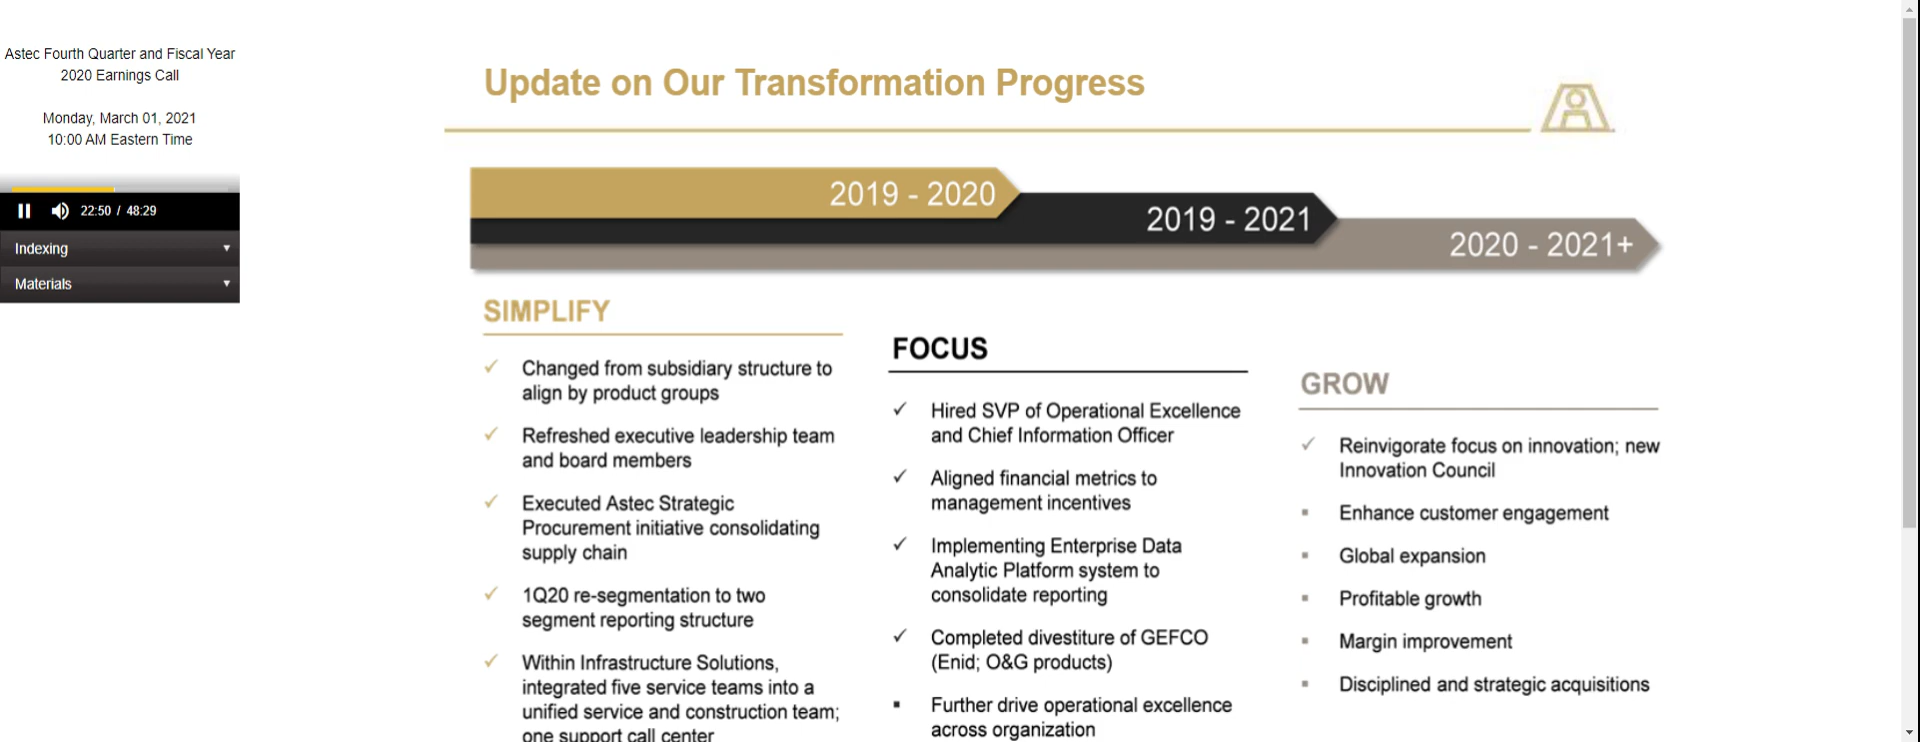 Astec Fourth Quarter and Fiscal Year
2020 Earnings Call
Monday, March 01, 2021
10:00 AM Eastern Time
22:50 / 48:29
Indexing
Materials
Update on Our Transformation Progress
2019 - 2020
2019 - 2021
2020 - 2021+
SIMPLIFY
Changed from subsidiary structure to
align by product groups
Refreshed executive leadership team
and board members
Executed Astec Strategic
Procurement initiative consolidating
supply chain
1Q20 re-segmentation to two
segment reporting structure
Within Infrastructure Solutions,
integrated five service teams into a
unified service and construction team;
one support call center
FOCUS
Hired SVP of Operational Excellence
and Chief Information Officer
Aligned financial metrics to
management incentives
Implementing Enterprise Data
Analytic Platform system to
consolidate reporting
Completed divestiture of GEFCO
(Enid; O&G products)
Further drive operational excellence
across organization
GROW
Reinvigorate focus on innovation; new
Innovation Council
Enhance customer engagement
Global expansion
Profitable growth
Margin improvement
Disciplined and strategic acquisitions